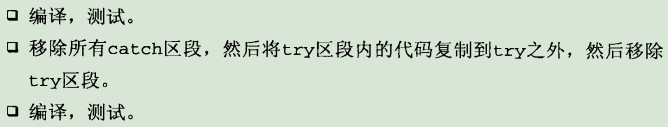 ❑ 编译，测试。
❑ 移除所有catch区段，然后将try区段内的代码复制到try之外，然后移除
try区段。
❑ 编译，测试。